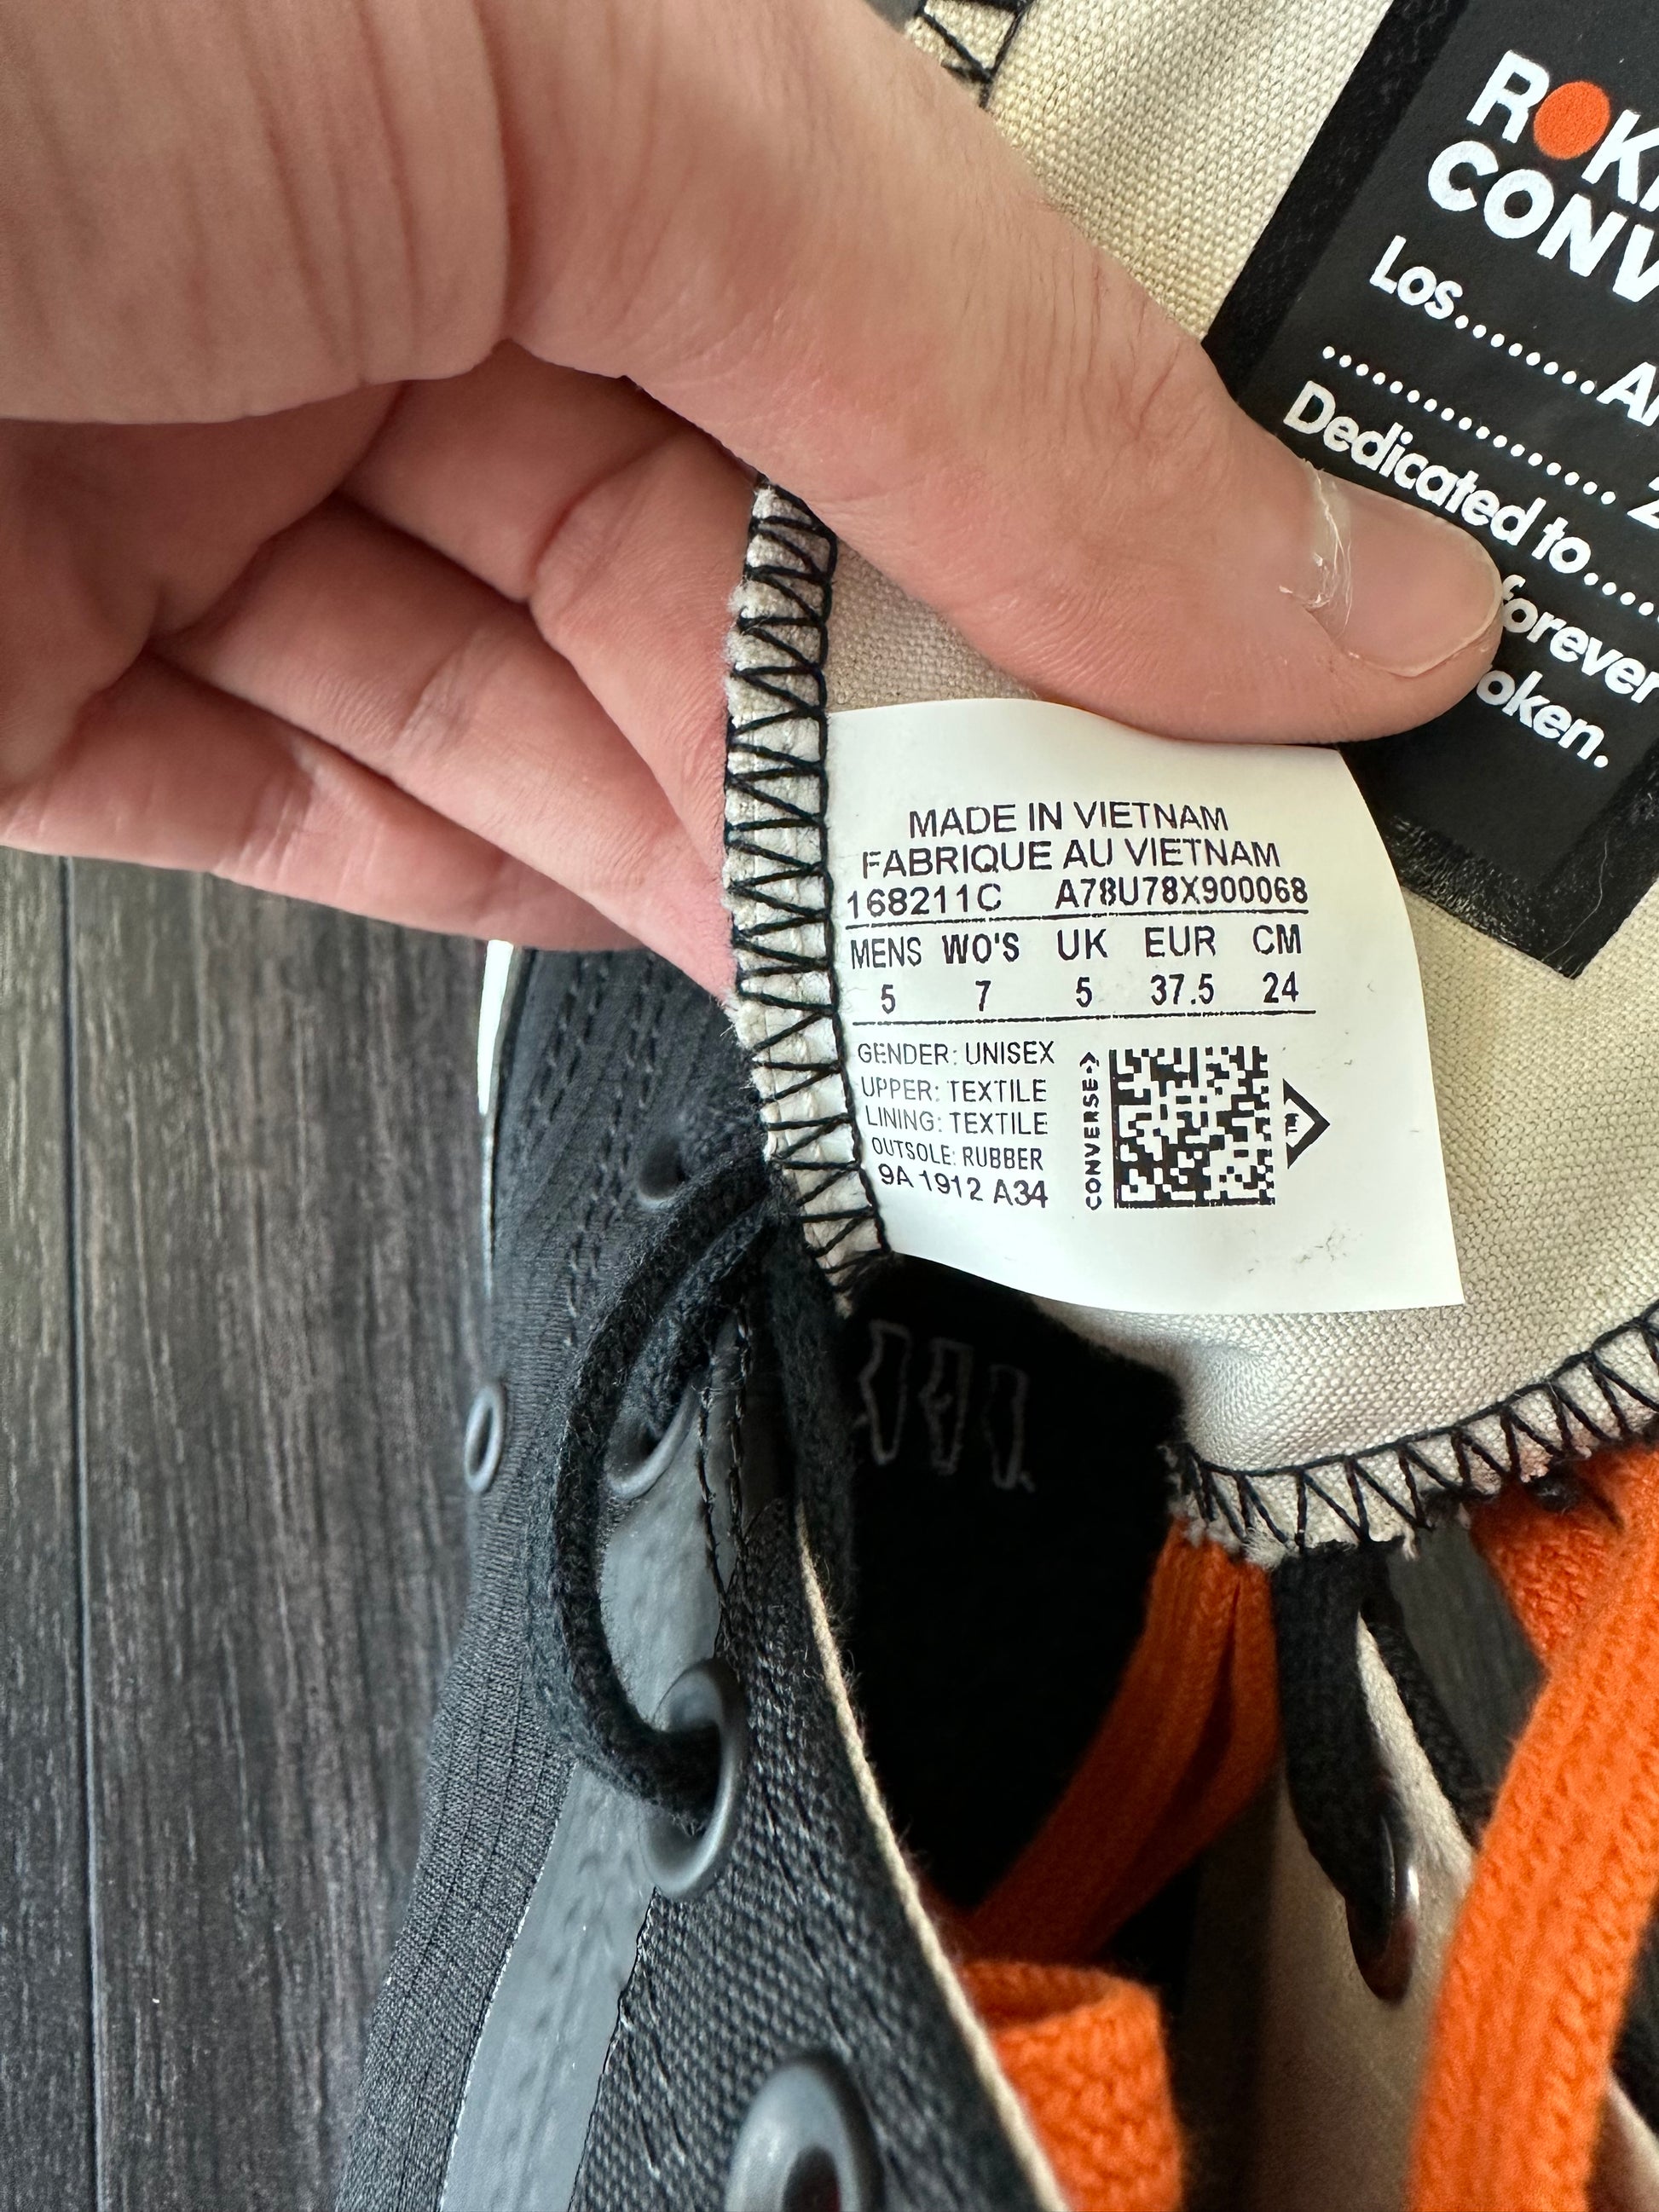 R●K
CONV
Los........
.................
Dedicated to.....
forever
oken.
MADE IN VIETNAM
FABRIQUE AU VIETNAM
168211C A78U78X900068
MENS WO'S UK EUR CM
5 7 5 37.5 24
GENDER: UNISEX
UPPER: TEXTILE
LINING: TEXTILE
OUTSOLE: RUBBER
9A 1912 A34
CONVERSE